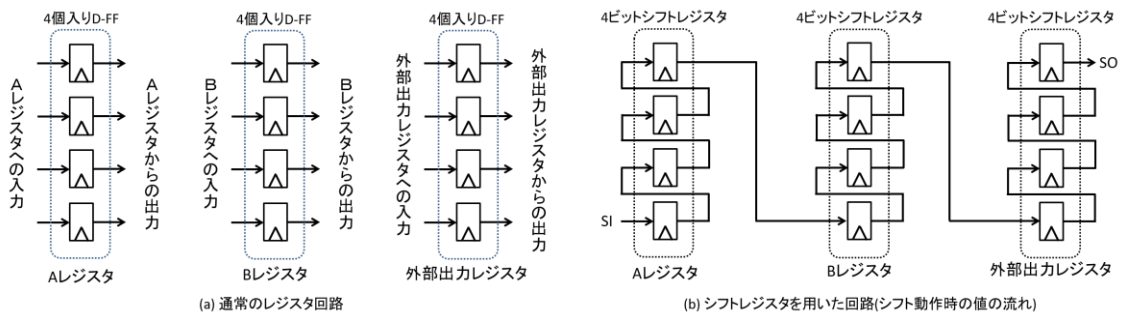 4個入りD-FF
4個入りD-FF
4個入りD-FF
Aレジスタへの入力
Aレジスタからの出力
Bレジスタへの入力
Bレジスタからの出力
外部出力レジスタへの入力
外部出力レジスタからの出力
Aレジスタ
Bレジスタ
外部出力レジスタ
(a) 通常のレジスタ回路
4ビットシフトレジスタ
4ビットシフトレジスタ
4ビットシフトレジスタ
SO
SI
Aレジスタ
Bレジスタ
外部出力レジスタ
(b) シフトレジスタを用いた回路(シフト動作時の値の流れ)